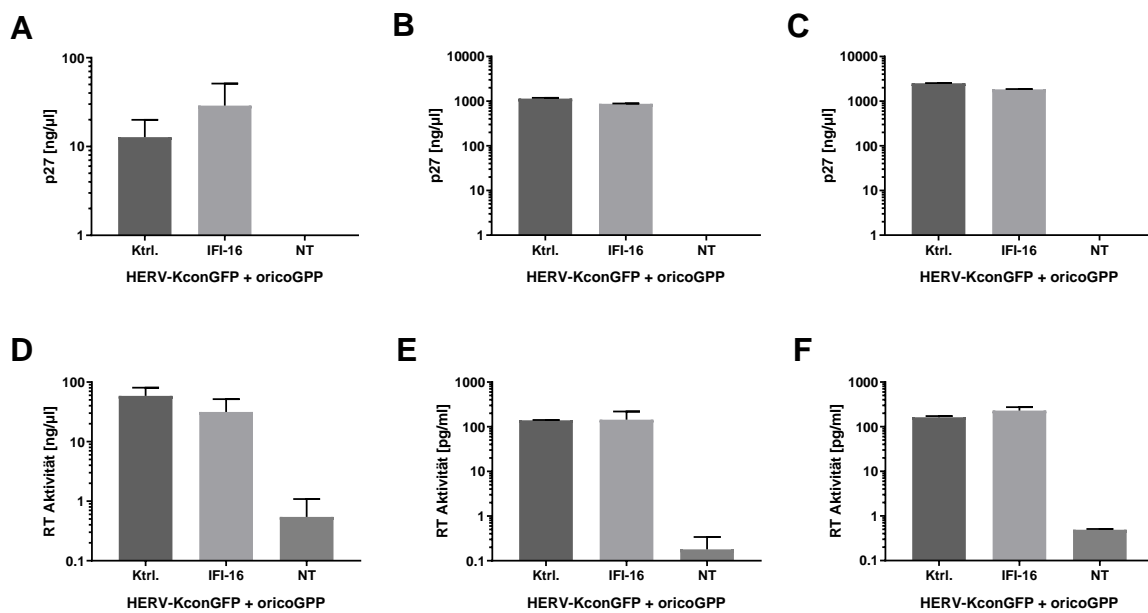 A
p27 [ng/µl]
100
10
1
Ktrl. IFI-16 NT
HERV-KconGFP + oricoGPP
B
p27 [ng/µl]
10000
1000
100
10
1
Ktrl. IFI-16 NT
HERV-KconGFP + oricoGPP
C
p27 [ng/µl]
10000
1000
100
10
1
Ktrl. IFI-16 NT
HERV-KconGFP + oricoGPP
D
RT Aktivität [ng/µl]
100
10
1
0.1
Ktrl. IFI-16 NT
HERV-KconGFP + oricoGPP
E
RT Aktivität [pg/ml]
1000
100
10
1
0.1
Ktrl. IFI-16 NT
HERV-KconGFP + oricoGPP
F
RT Aktivität [pg/ml]
1000
100
10
1
0.1
Ktrl. IFI-16 NT
HERV-KconGFP + oricoGPP